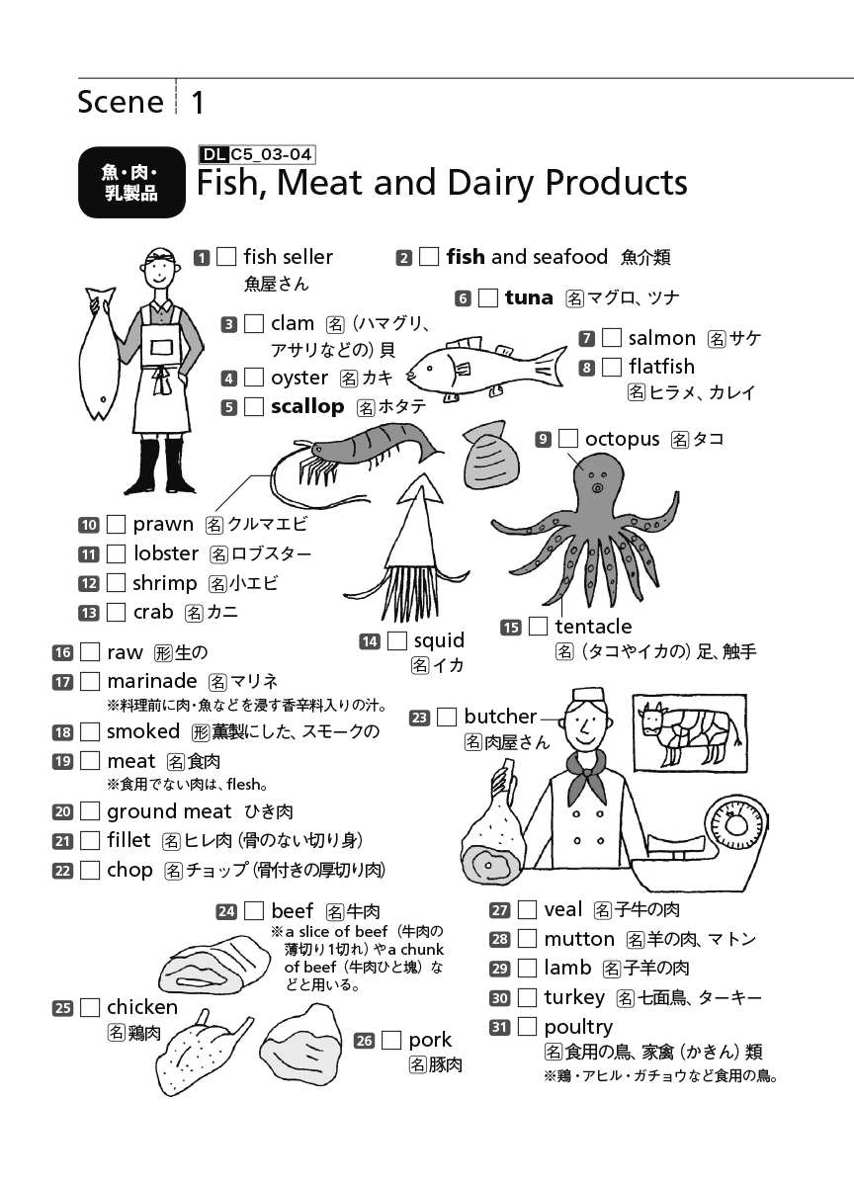 Scene 1
魚・肉・
乳製品
DL C5_03-04
Fish, Meat and Dairy Products
1 fish seller
魚屋さん
2 fish and seafood 魚介類
3 clam 名（ハマグリ、
アサリなどの）貝
4 oyster 名カキ
5 scallop 名ホタテ
6 tuna 名マグロ、ツナ
7 salmon 名サケ
8 flatfish
名ヒラメ、カレイ
9 octopus 名タコ
10 prawn 名クルマエビ
11 lobster 名ロブスター
12 shrimp 名小エビ
13 crab 名カニ
14 squid
名イカ
15 tentacle
名（タコやイカの）足、触手
16 raw 形生の
17 marinade 名マリネ
※料理前に肉・魚などを浸す香辛料入りの汁。
18 smoked 形薫製にした、スモークの
19 meat 名食肉
※食用でない肉は、flesh。
20 ground meat ひき肉
21 fillet 名ヒレ肉（骨のない切り身）
22 chop 名チョップ（骨付きの厚切り肉）
23 butcher
名肉屋さん
24 beef 名牛肉
※a slice of beef（牛肉の
薄切り1切れ）やa chunk
of beef（牛肉ひと塊）な
どと用いる。
25 chicken
名鶏肉
26 pork
名豚肉
27 veal 名子牛の肉
28 mutton 名羊の肉、マトン
29 lamb 名子羊の肉
30 turkey 名七面鳥、ターキー
31 poultry
名食用の鳥、家禽（かきん）類
※鶏・アヒル・ガチョウなど食用の鳥。